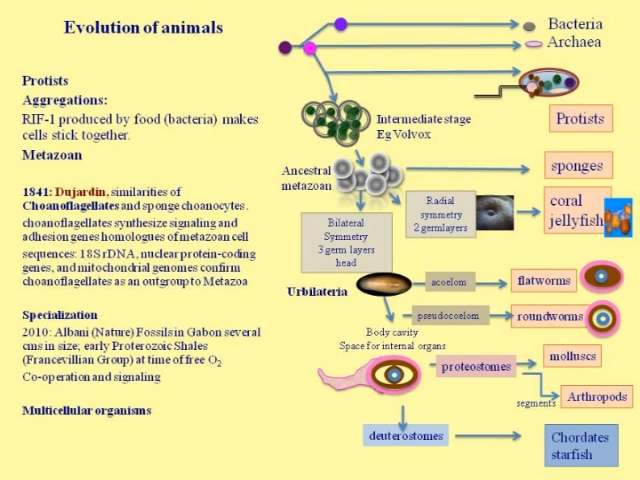 Evolution of animals
Protists
Aggregations:
RIF-1 produced by food (bacteria) makes
cells stick together.
Metazoan
1841: Dujardin, similarities of
Choanoflagellates and sponge choanocytes.
choanoflagellates synthesize signaling and
adhesion genes homologues of metazoan cell
sequences: 18S rDNA, nuclear protein-coding
genes, and mitochondrial genomes confirm
choanoflagellates as an outgroup to Metazoa
Specialization
2010: Albani (Nature) Fossils in Gabon several
cms in size; early Proterozoic Shales
(Francevillian Group) at time of free O2
Co-operation and signaling
Multicellular organisms
Bacteria
Archaea
Intermediate stage
Eg Volvox
Protists
Ancestral
metazoan
sponges
Radial
symmetry
2 germlayers
coral
jellyfish
Bilateral
Symmetry
3 germ layers
head
Urbilateria
acoelom
flatworms
pseudocoelom
roundworms
Body cavity
Space for internal organs
proteostomes
molluscs
segments
Arthropods
deuterostomes
Chordates
starfish